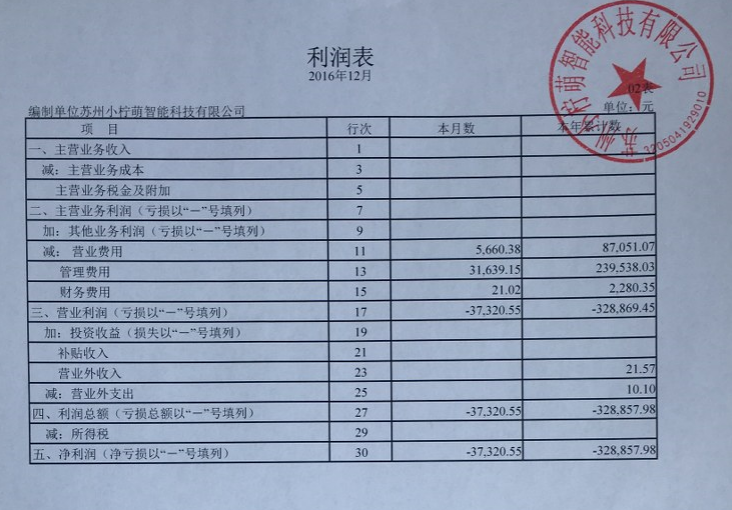 利润表
2016年12月
苏州小柠萌智能科技有限公司
3205041929010
02表
编制单位苏州小柠萌智能科技有限公司 单位：元
项 目 行次 本月数 本年累计数
一、主营业务收入 1
减：主营业务成本 3
主营业务税金及附加 5
二、主营业务利润（亏损以“－”号填列） 7
加：其他业务利润（亏损以“－”号填列） 9
减： 营业费用 11 5,660.38 87,051.07
管理费用 13 31,639.15 239,538.03
财务费用 15 21.02 2,280.35
三、营业利润（亏损以“－”号填列） 17 -37,320.55 -328,869.45
加：投资收益（损失以“－”号填列） 19
补贴收入 21
营业外收入 23 21.57
减：营业外支出 25 10.10
四、利润总额（亏损总额以“－”号填列） 27 -37,320.55 -328,857.98
减：所得税 29
五、净利润（净亏损以“－”号填列） 30 -37,320.55 -328,857.98